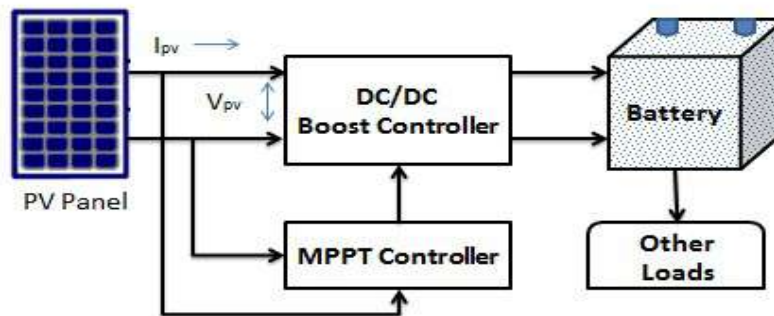 Ipv
Vpv
PV Panel
DC/DC
Boost Controller
MPPT Controller
Battery
Other
Loads